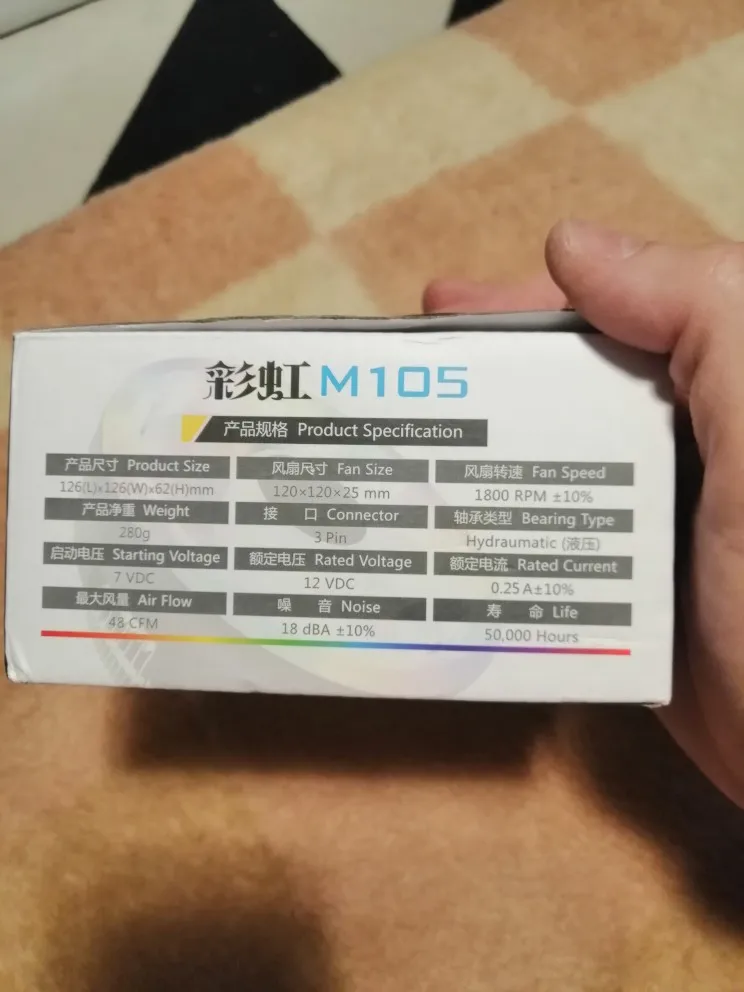 彩虹 M105
产品规格 Product Specification
产品尺寸 Product Size 风扇尺寸 Fan Size 风扇转速 Fan Speed
126(L)×126(W)×62(H)mm 120×120×25 mm 1800 RPM ±10%
产品净重 Weight 接 口 Connector 轴承类型 Bearing Type
280g 3 Pin Hydraumatic (液压)
启动电压 Starting Voltage 额定电压 Rated Voltage 额定电流 Rated Current
7 VDC 12 VDC 0.25 A±10%
最大风量 Air Flow 噪 音 Noise 寿 命 Life
48 CFM 18 dBA ±10% 50,000 Hours